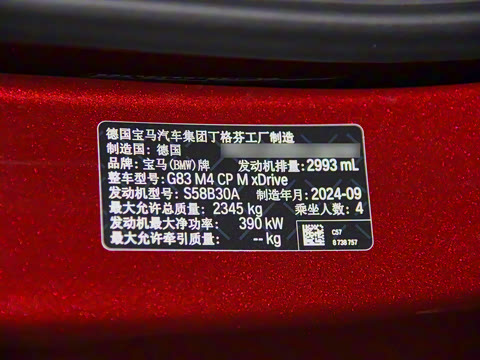 德国宝马汽车集团丁格芬工厂制造
制造国: 德国
品牌: 宝马(BMW)牌 发动机排量: 2993 mL
整车型号: G83 M4 CP M xDrive
发动机型号: S58B30A 制造年月: 2024-09
最大允许总质量: 2345 kg 乘坐人数: 4
发动机最大净功率: 390 kW
最大允许牵引质量: -- kg
C57
8 738 757